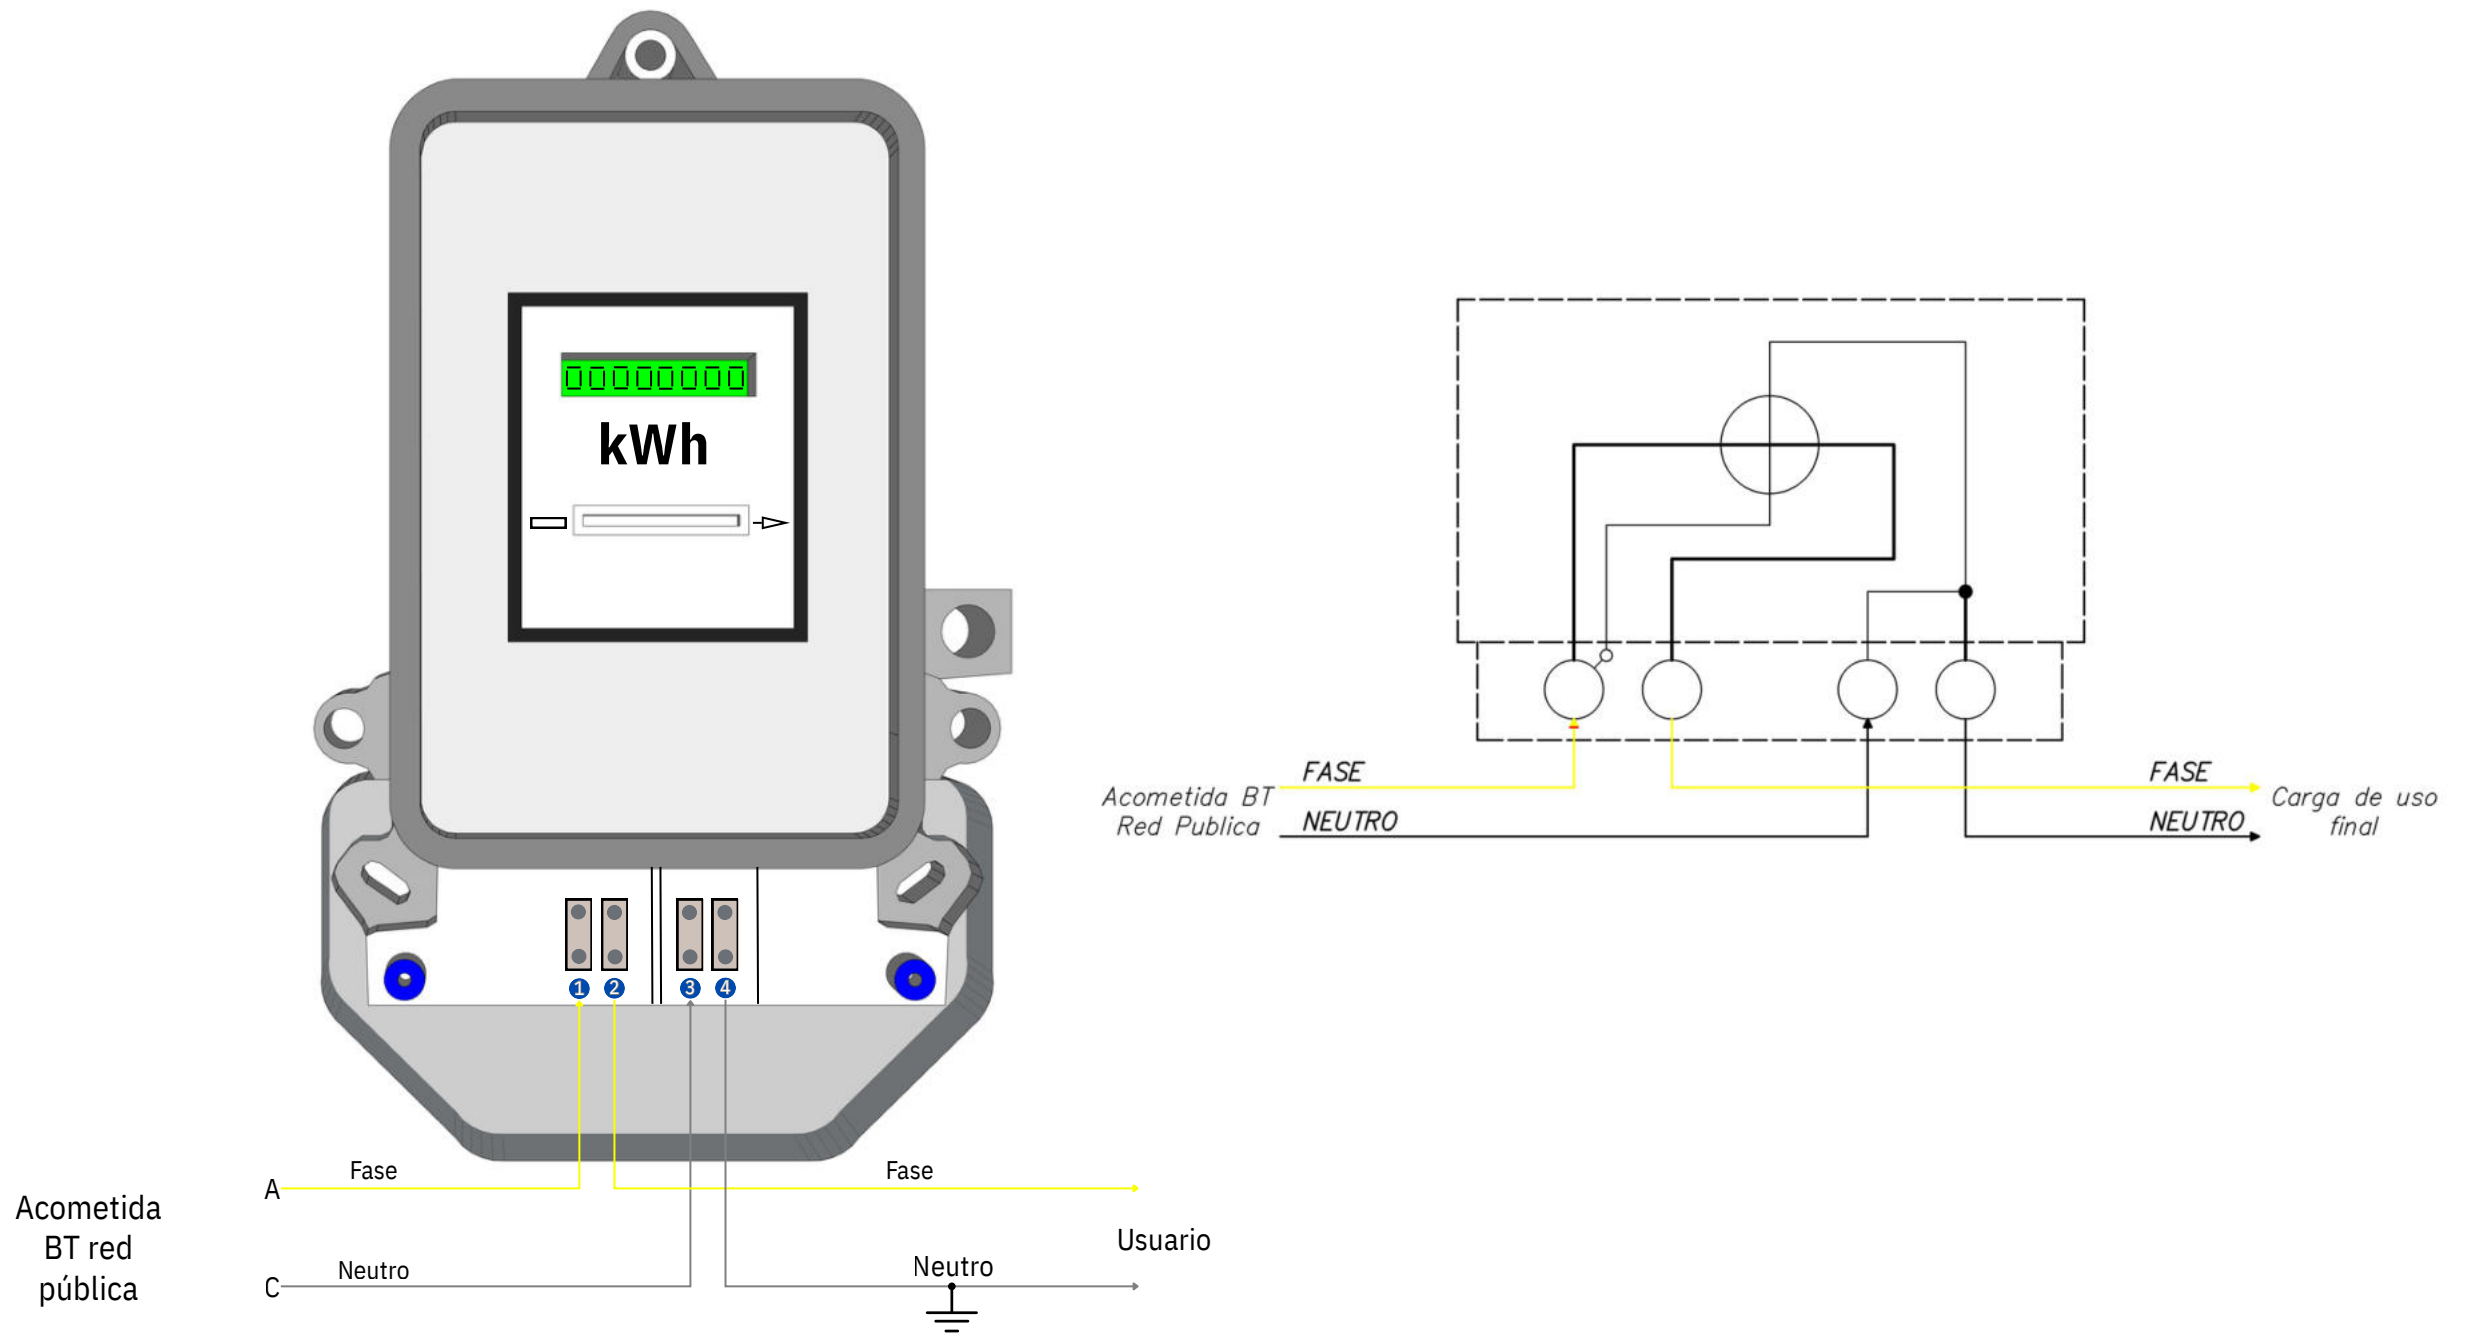 00000000
kWh
1 2 3 4
A
Fase
Fase
Acometida
BT red
pública
Usuario
C
Neutro
Neutro
FASE
FASE
Acometida BT
Red Publica
NEUTRO
NEUTRO
Carga de uso
final